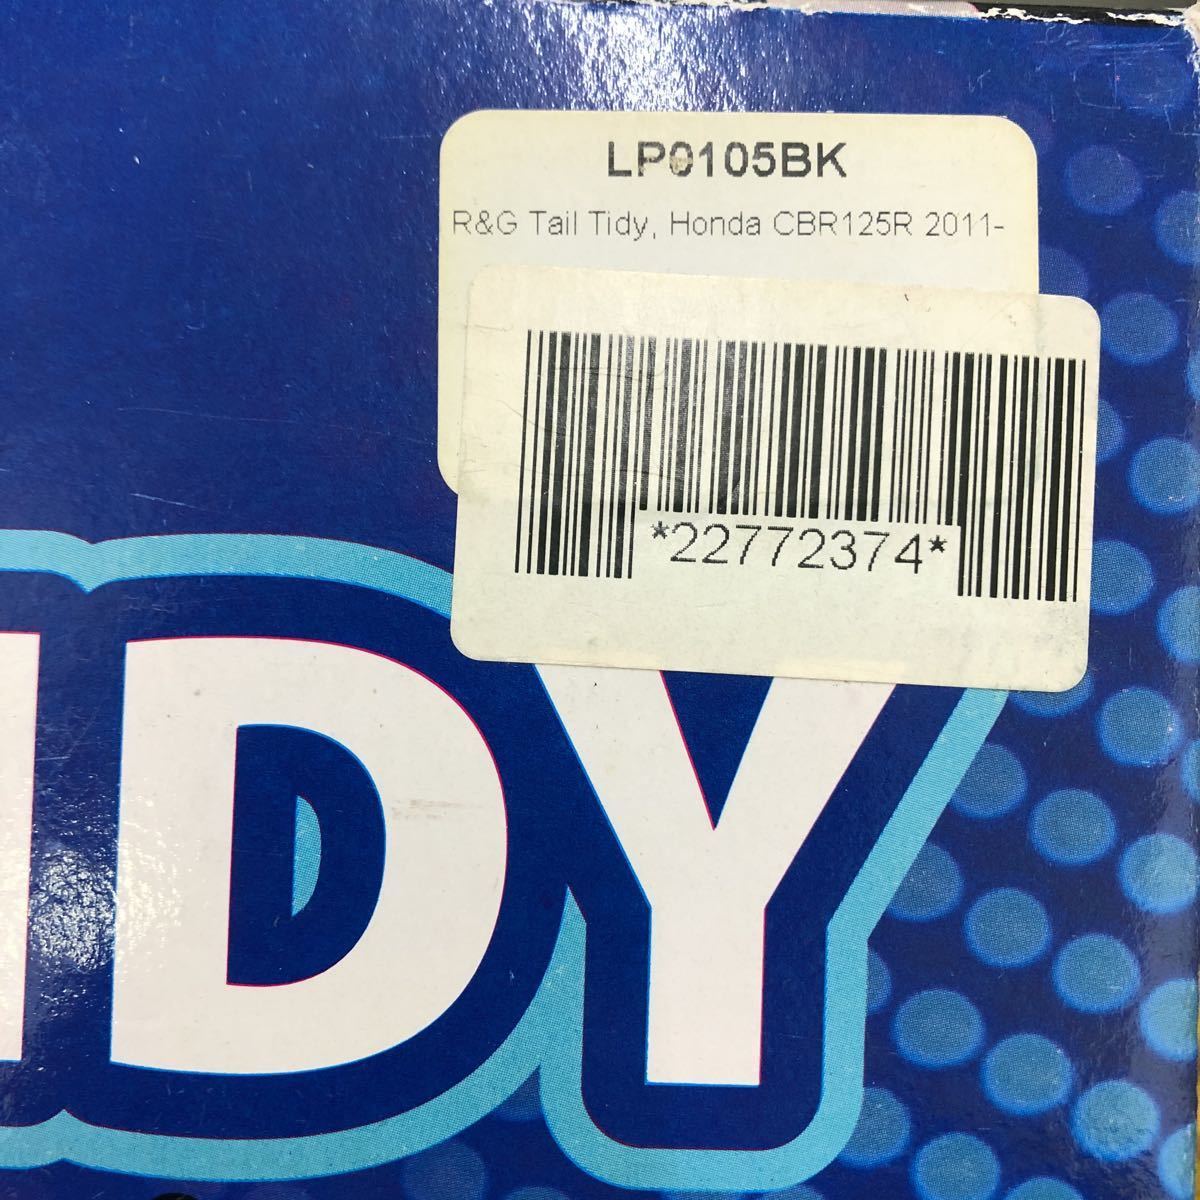 LP0105BK
R&G Tail Tidy, Honda CBR125R 2011-
*22772374*
IDY